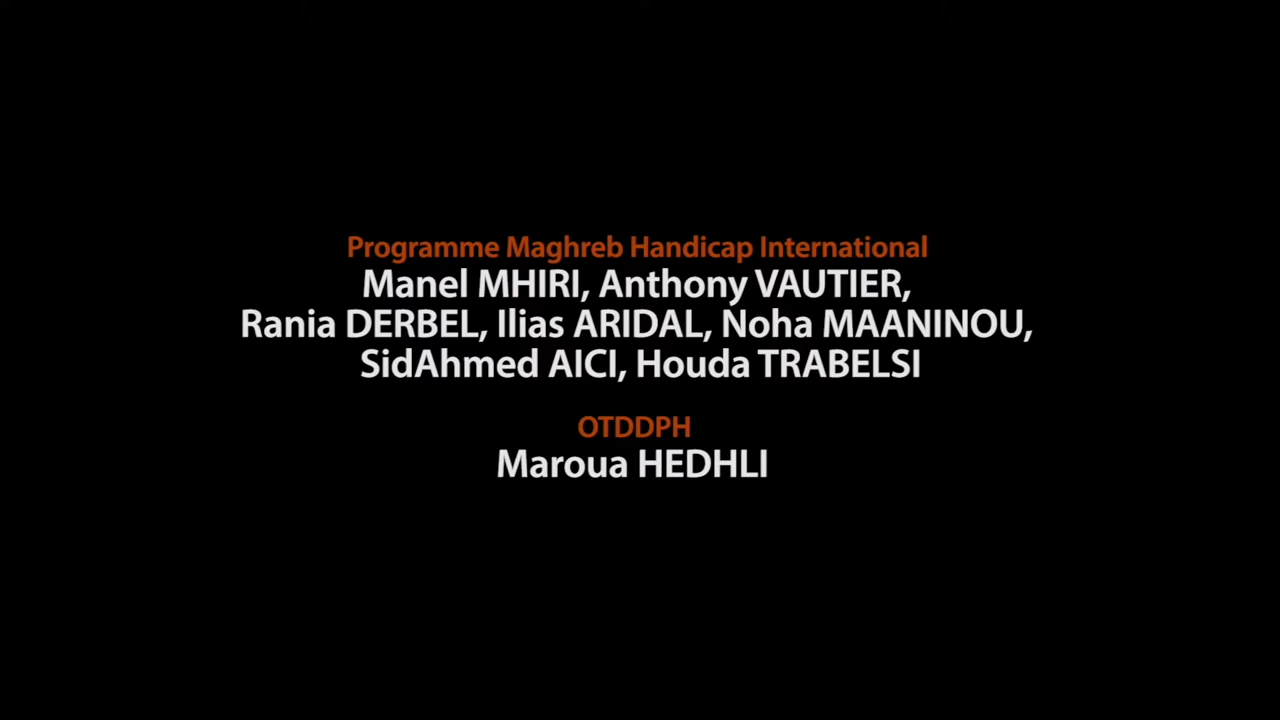 Programme Maghreb Handicap International
Manel MHIRI, Anthony VAUTIER,
Rania DERBEL, Ilias ARIDAL, Noha MAANINOU,
SidAhmed AICI, Houda TRABELSI
OTDDPH
Maroua HEDHLI